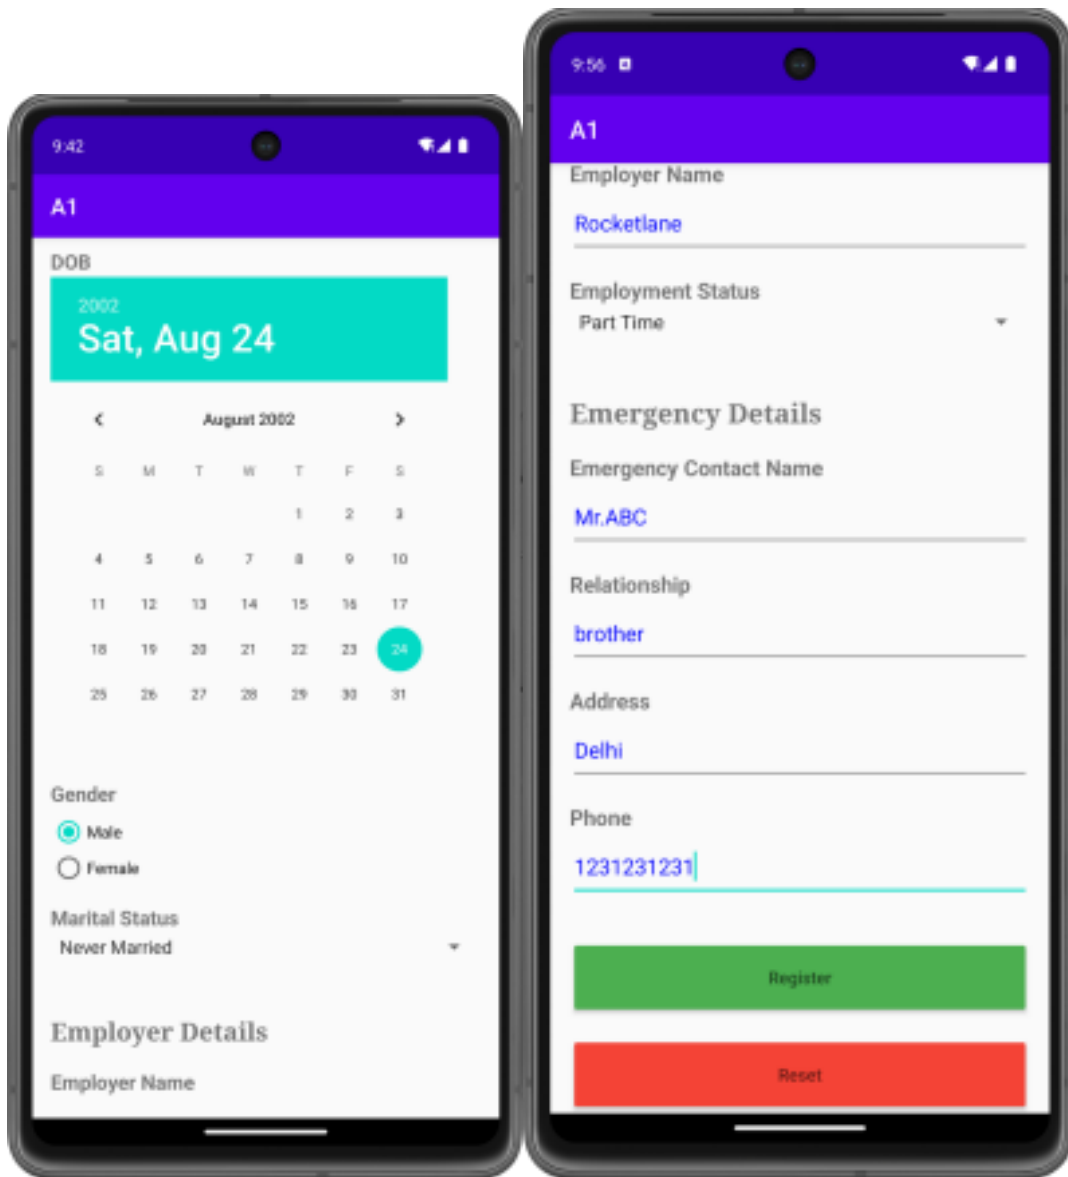 9:42
A1
DOB
2002
Sat, Aug 24
August 2002
S M T W T F S
1 2 3
4 5 6 7 8 9 10
11 12 13 14 15 16 17
18 19 20 21 22 23 24
25 26 27 28 29 30 31
Gender
Male
Female
Marital Status
Never Married
Employer Details
Employer Name
9:56
A1
Employer Name
Rocketlane
Employment Status
Part Time
Emergency Details
Emergency Contact Name
Mr.ABC
Relationship
brother
Address
Delhi
Phone
1231231231
Register
Reset